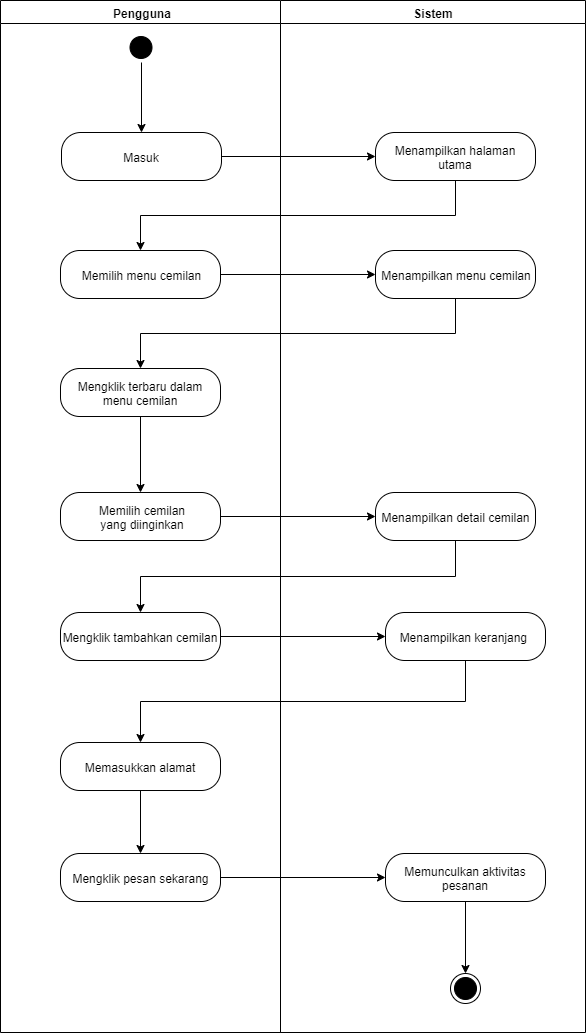 Pengguna
Sistem
Masuk
Menampilkan halaman
utama
Memilih menu cemilan
Menampilkan menu cemilan
Mengklik terbaru dalam
menu cemilan
Memilih cemilan
yang diinginkan
Menampilkan detail cemilan
Mengklik tambahkan cemilan
Menampilkan keranjang
Memasukkan alamat
Mengklik pesan sekarang
Memunculkan aktivitas
pesanan